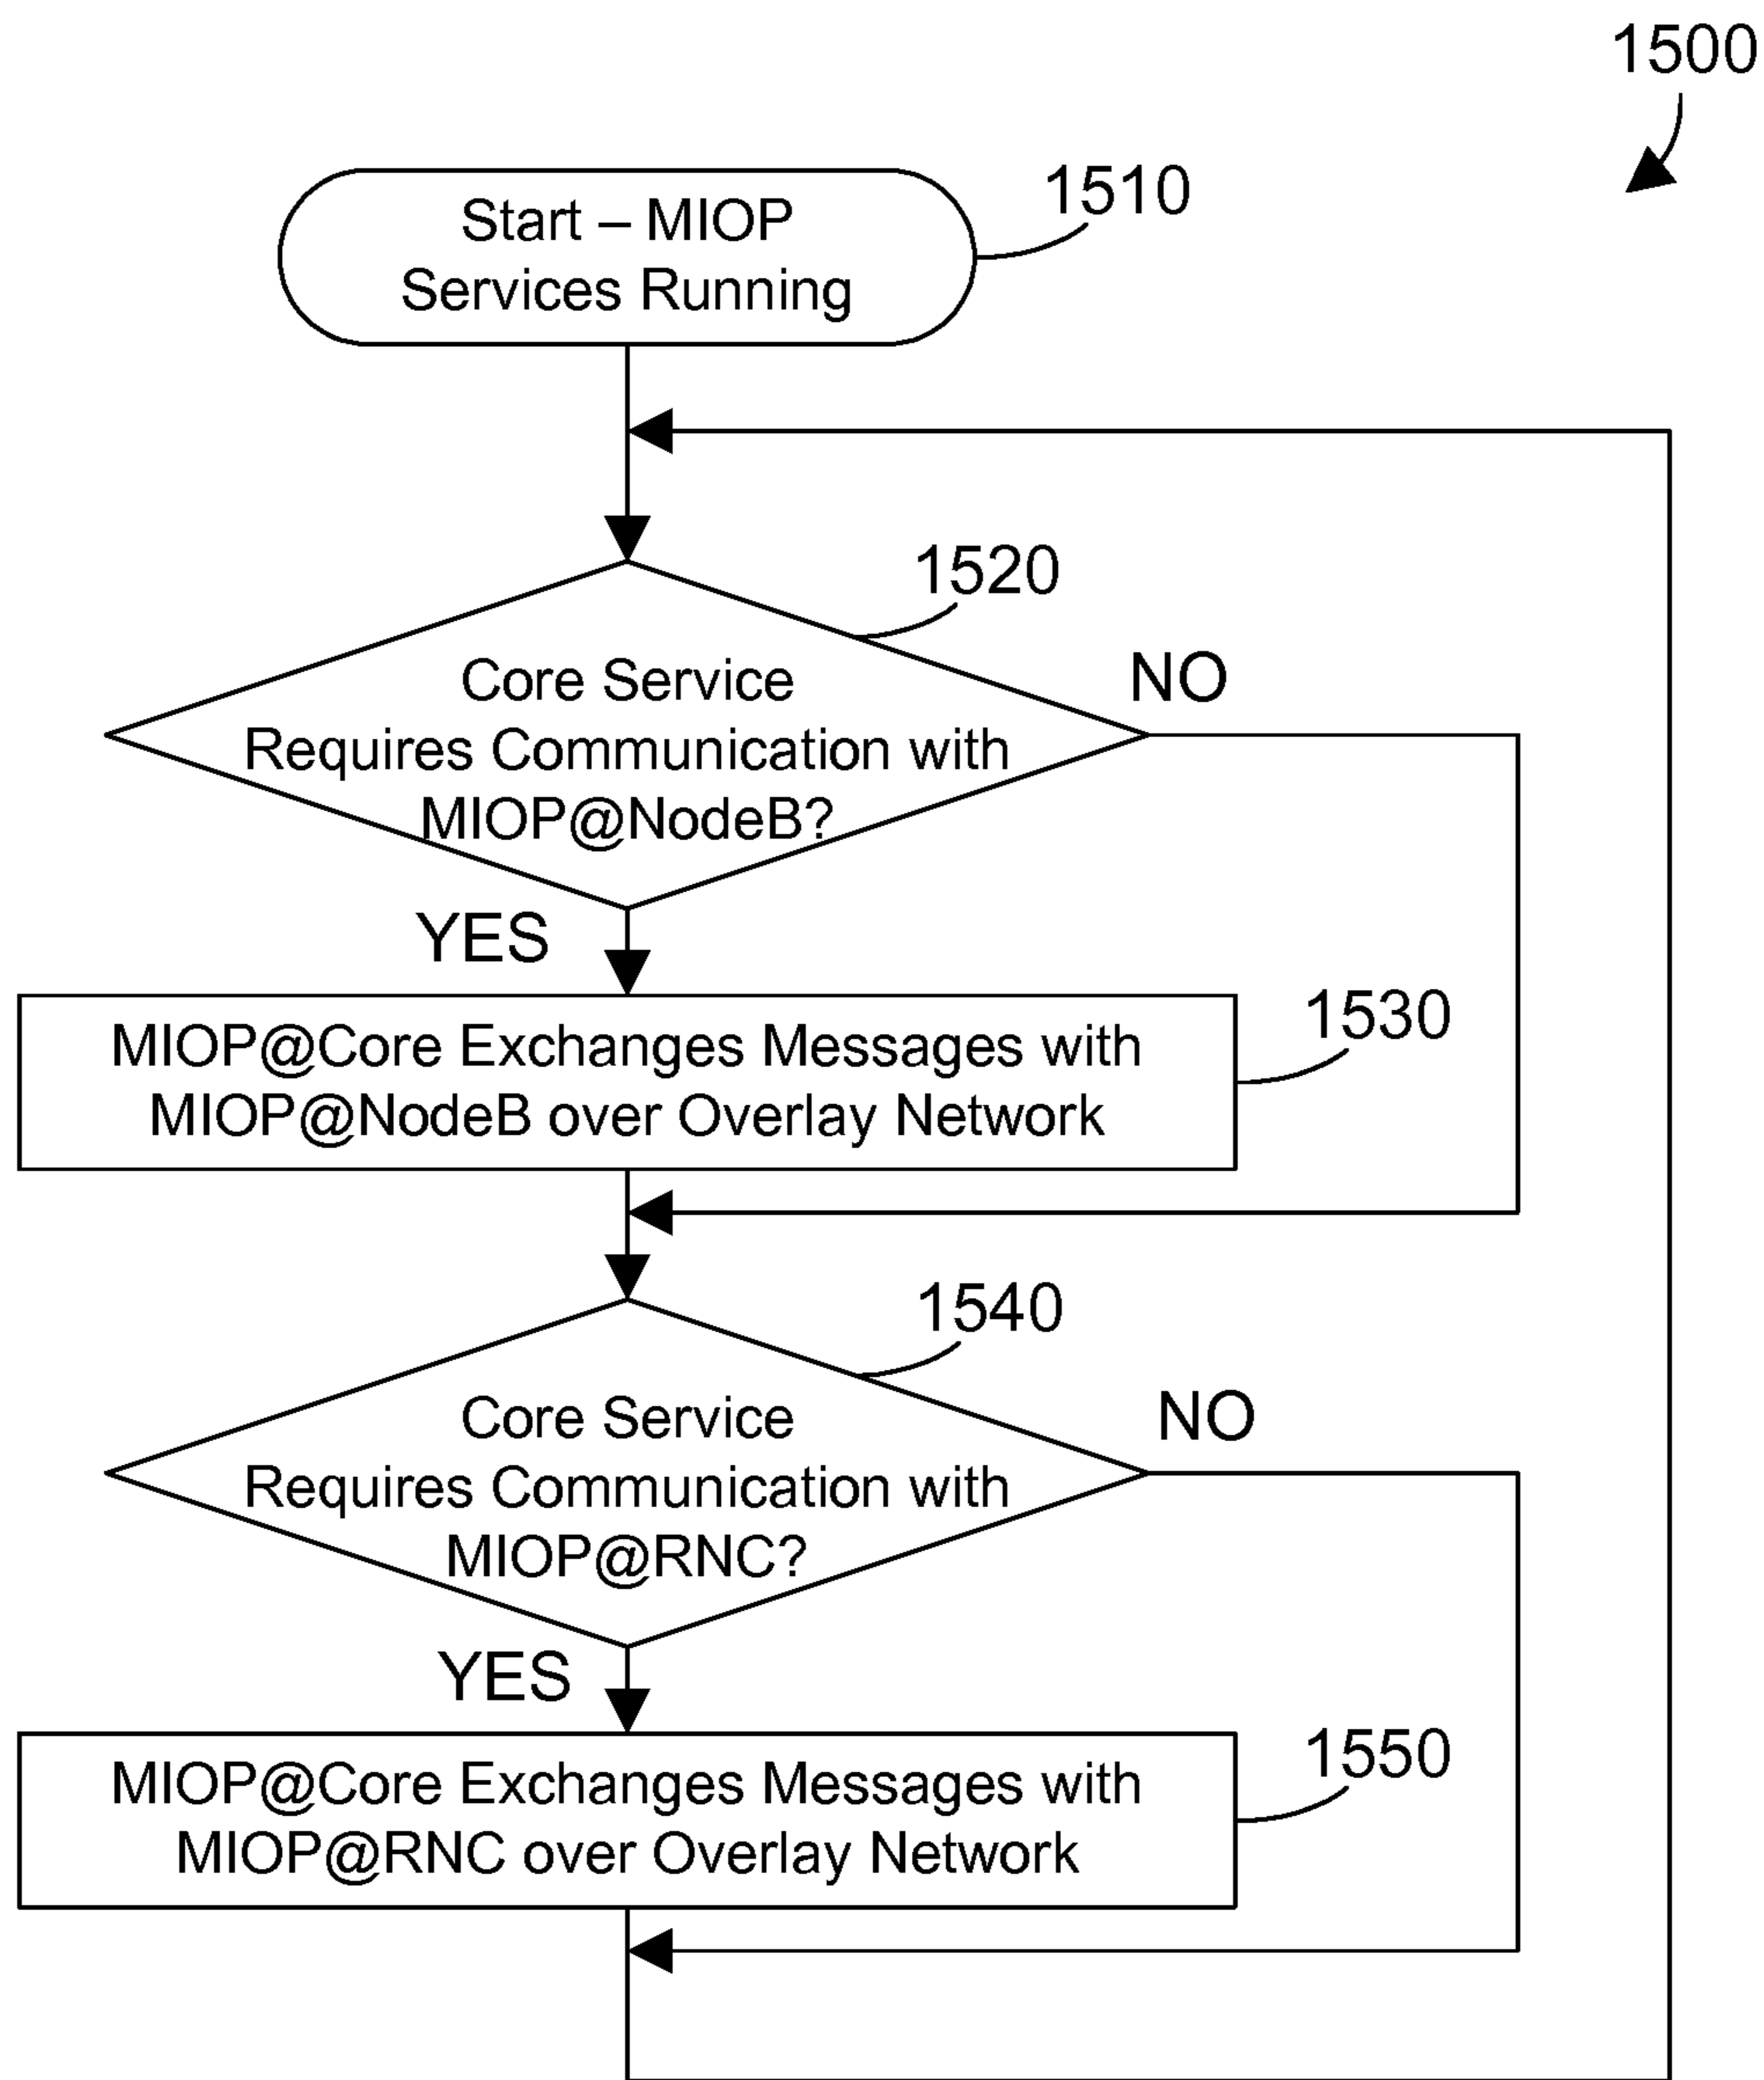 1500
Start – MIOP
Services Running
1510
1520
Core Service
Requires Communication with
MIOP@NodeB?
NO
YES
1530
MIOP@Core Exchanges Messages with
MIOP@NodeB over Overlay Network
1540
Core Service
Requires Communication with
MIOP@RNC?
NO
YES
1550
MIOP@Core Exchanges Messages with
MIOP@RNC over Overlay Network